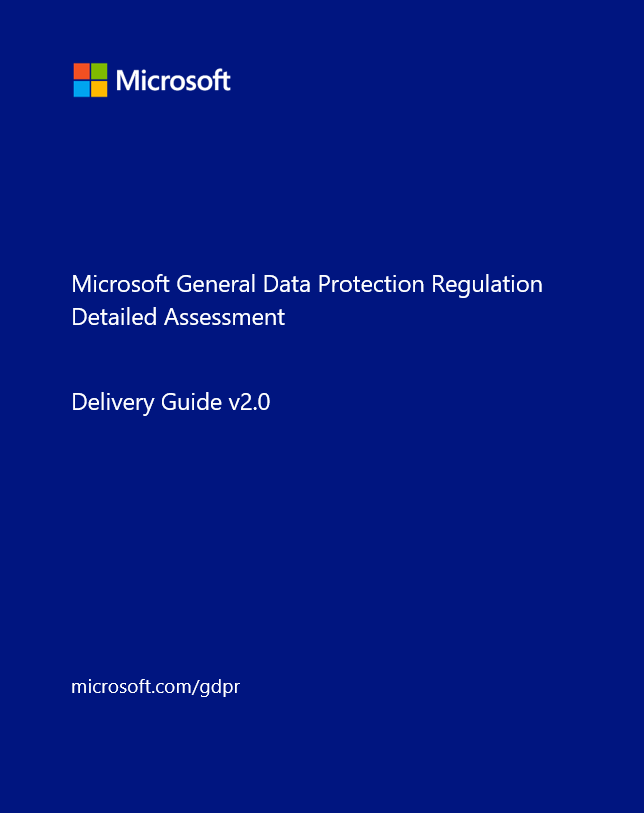 Microsoft
Microsoft General Data Protection Regulation
Detailed Assessment
Delivery Guide v2.0
microsoft.com/gdpr